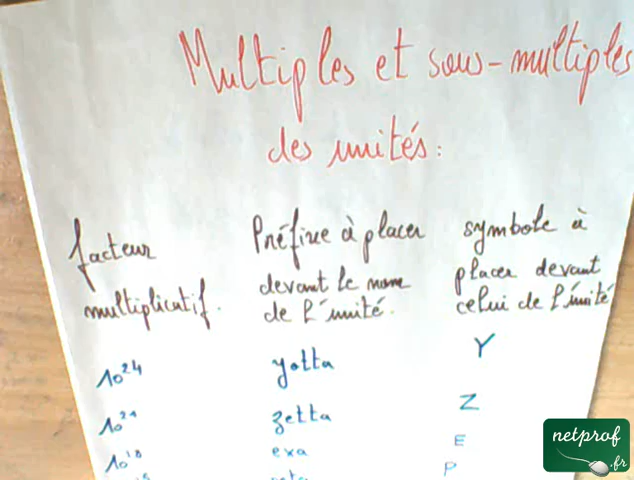 Multiples et sous-multiples
des unités:
facteur
multiplicatif.
Préfixe à placer
devant le nom
de l'unité.
symbole à
placer devant
celui de l'unité
10²⁴ yotta Y
10²¹ zetta Z
10¹⁸ exa E
P
netprof
.fr